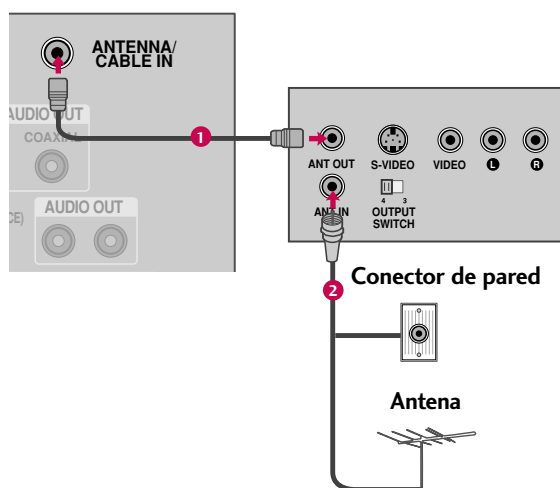 ANTENNA/
CABLE IN
AUDIO OUT
COAXIAL
CE)
AUDIO OUT
1
ANT OUT
S-VIDEO
VIDEO
L
R
ANT IN
4 3
OUTPUT
SWITCH
2
Conector de pared
Antena